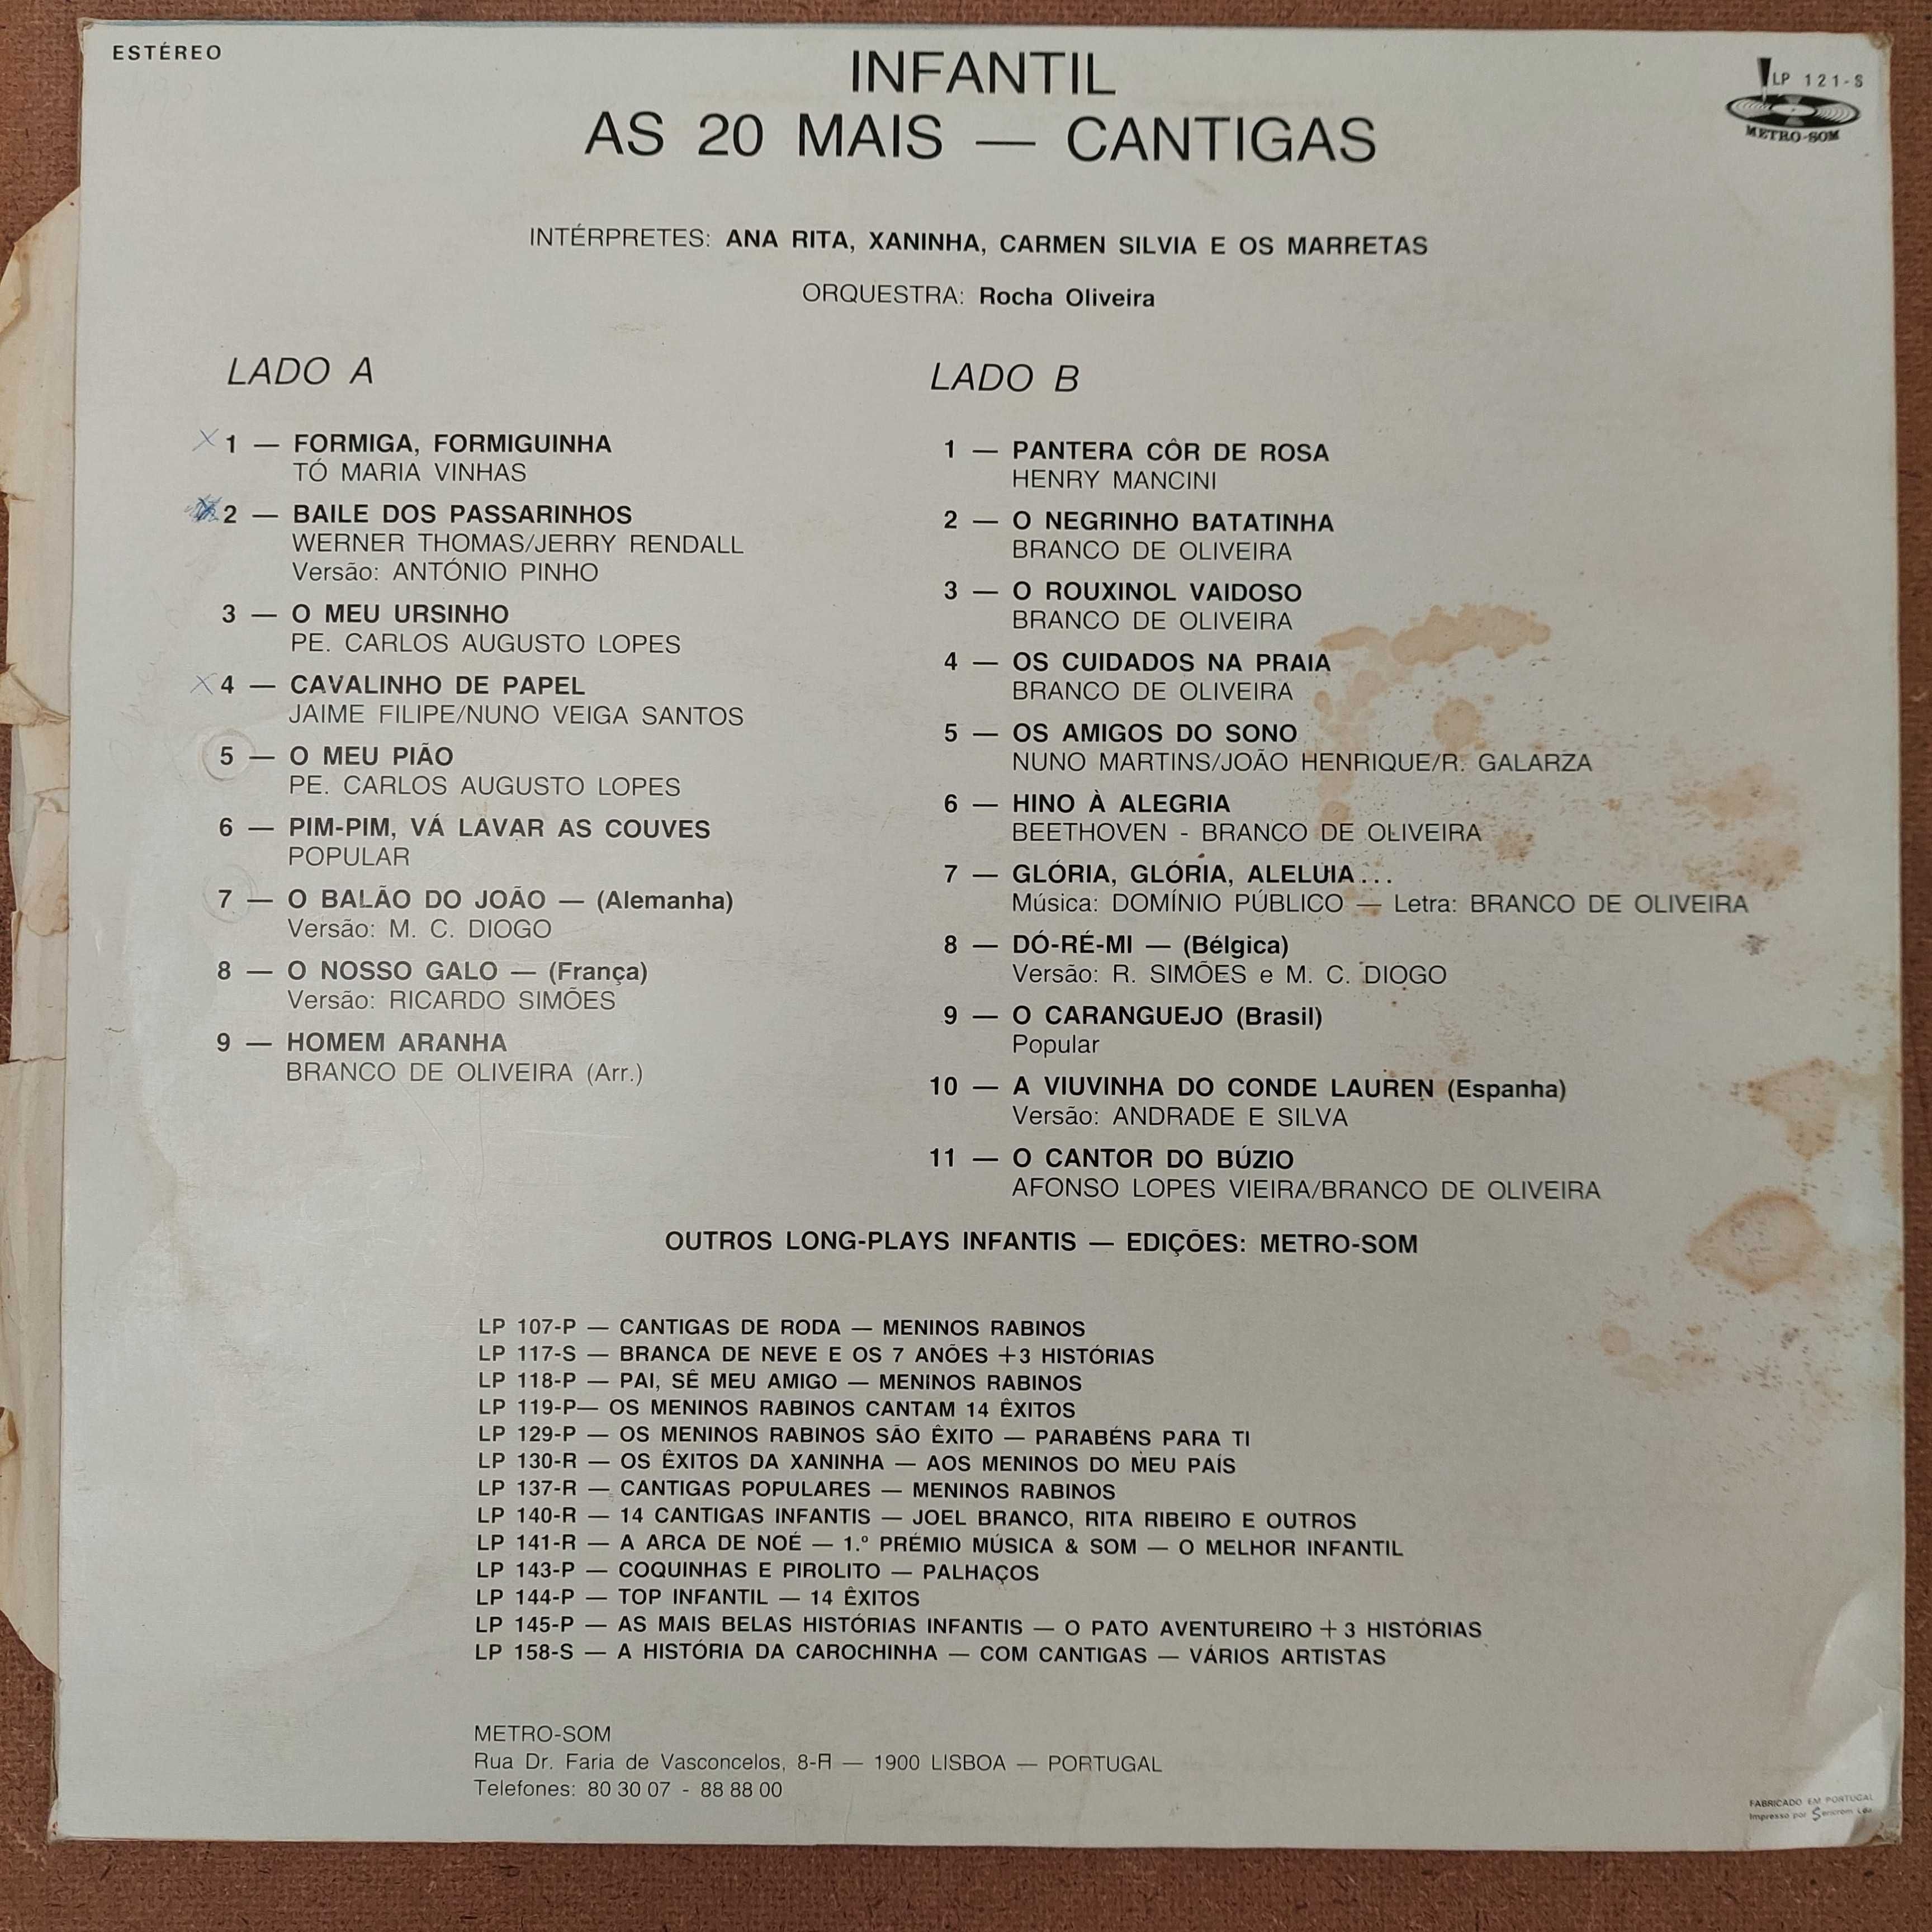 ESTÉREO
INFANTIL
AS 20 MAIS — CANTIGAS
LP 121-S
METRO-SOM
INTÉRPRETES: ANA RITA, XANINHA, CARMEN SILVIA E OS MARRETAS
ORQUESTRA: Rocha Oliveira
LADO A
1 — FORMIGA, FORMIGUINHA
TÓ MARIA VINHAS
2 — BAILE DOS PASSARINHOS
WERNER THOMAS/JERRY RENDALL
Versão: ANTÓNIO PINHO
3 — O MEU URSINHO
PE. CARLOS AUGUSTO LOPES
4 — CAVALINHO DE PAPEL
JAIME FILIPE/NUNO VEIGA SANTOS
5 — O MEU PIÃO
PE. CARLOS AUGUSTO LOPES
6 — PIM-PIM, VÁ LAVAR AS COUVES
POPULAR
7 — O BALÃO DO JOÃO — (Alemanha)
Versão: M. C. DIOGO
8 — O NOSSO GALO — (França)
Versão: RICARDO SIMÕES
9 — HOMEM ARANHA
BRANCO DE OLIVEIRA (Arr.)
LADO B
1 — PANTERA CÔR DE ROSA
HENRY MANCINI
2 — O NEGRINHO BATATINHA
BRANCO DE OLIVEIRA
3 — O ROUXINOL VAIDOSO
BRANCO DE OLIVEIRA
4 — OS CUIDADOS NA PRAIA
BRANCO DE OLIVEIRA
5 — OS AMIGOS DO SONO
NUNO MARTINS/JOÃO HENRIQUE/R. GALARZA
6 — HINO À ALEGRIA
BEETHOVEN - BRANCO DE OLIVEIRA
7 — GLÓRIA, GLÓRIA, ALELUIA...
Música: DOMÍNIO PÚBLICO — Letra: BRANCO DE OLIVEIRA
8 — DÓ-RÉ-MI — (Bélgica)
Versão: R. SIMÕES e M. C. DIOGO
9 — O CARANGUEJO (Brasil)
Popular
10 — A VIUVINHA DO CONDE LAUREN (Espanha)
Versão: ANDRADE E SILVA
11 — O CANTOR DO BÚZIO
AFONSO LOPES VIEIRA/BRANCO DE OLIVEIRA
OUTROS LONG-PLAYS INFANTIS — EDIÇÕES: METRO-SOM
LP 107-P — CANTIGAS DE RODA — MENINOS RABINOS
LP 117-S — BRANCA DE NEVE E OS 7 ANÕES +3 HISTÓRIAS
LP 118-P — PAI, SÊ MEU AMIGO — MENINOS RABINOS
LP 119-P— OS MENINOS RABINOS CANTAM 14 ÊXITOS
LP 129-P — OS MENINOS RABINOS SÃO ÊXITO — PARABÉNS PARA TI
LP 130-R — OS ÊXITOS DA XANINHA — AOS MENINOS DO MEU PAÍS
LP 137-R — CANTIGAS POPULARES — MENINOS RABINOS
LP 140-R — 14 CANTIGAS INFANTIS — JOEL BRANCO, RITA RIBEIRO E OUTROS
LP 141-R — A ARCA DE NOÉ — 1.º PRÉMIO MÚSICA & SOM — O MELHOR INFANTIL
LP 143-P — COQUINHAS E PIROLITO — PALHAÇOS
LP 144-P — TOP INFANTIL — 14 ÊXITOS
LP 145-P — AS MAIS BELAS HISTÓRIAS INFANTIS — O PATO AVENTUREIRO + 3 HISTÓRIAS
LP 158-S — A HISTÓRIA DA CAROCHINHA — COM CANTIGAS — VÁRIOS ARTISTAS
METRO-SOM
Rua Dr. Faria de Vasconcelos, 8-A — 1900 LISBOA — PORTUGAL
Telefones: 80 30 07 - 88 88 00
FABRICADO EM PORTUGAL
Impresso por